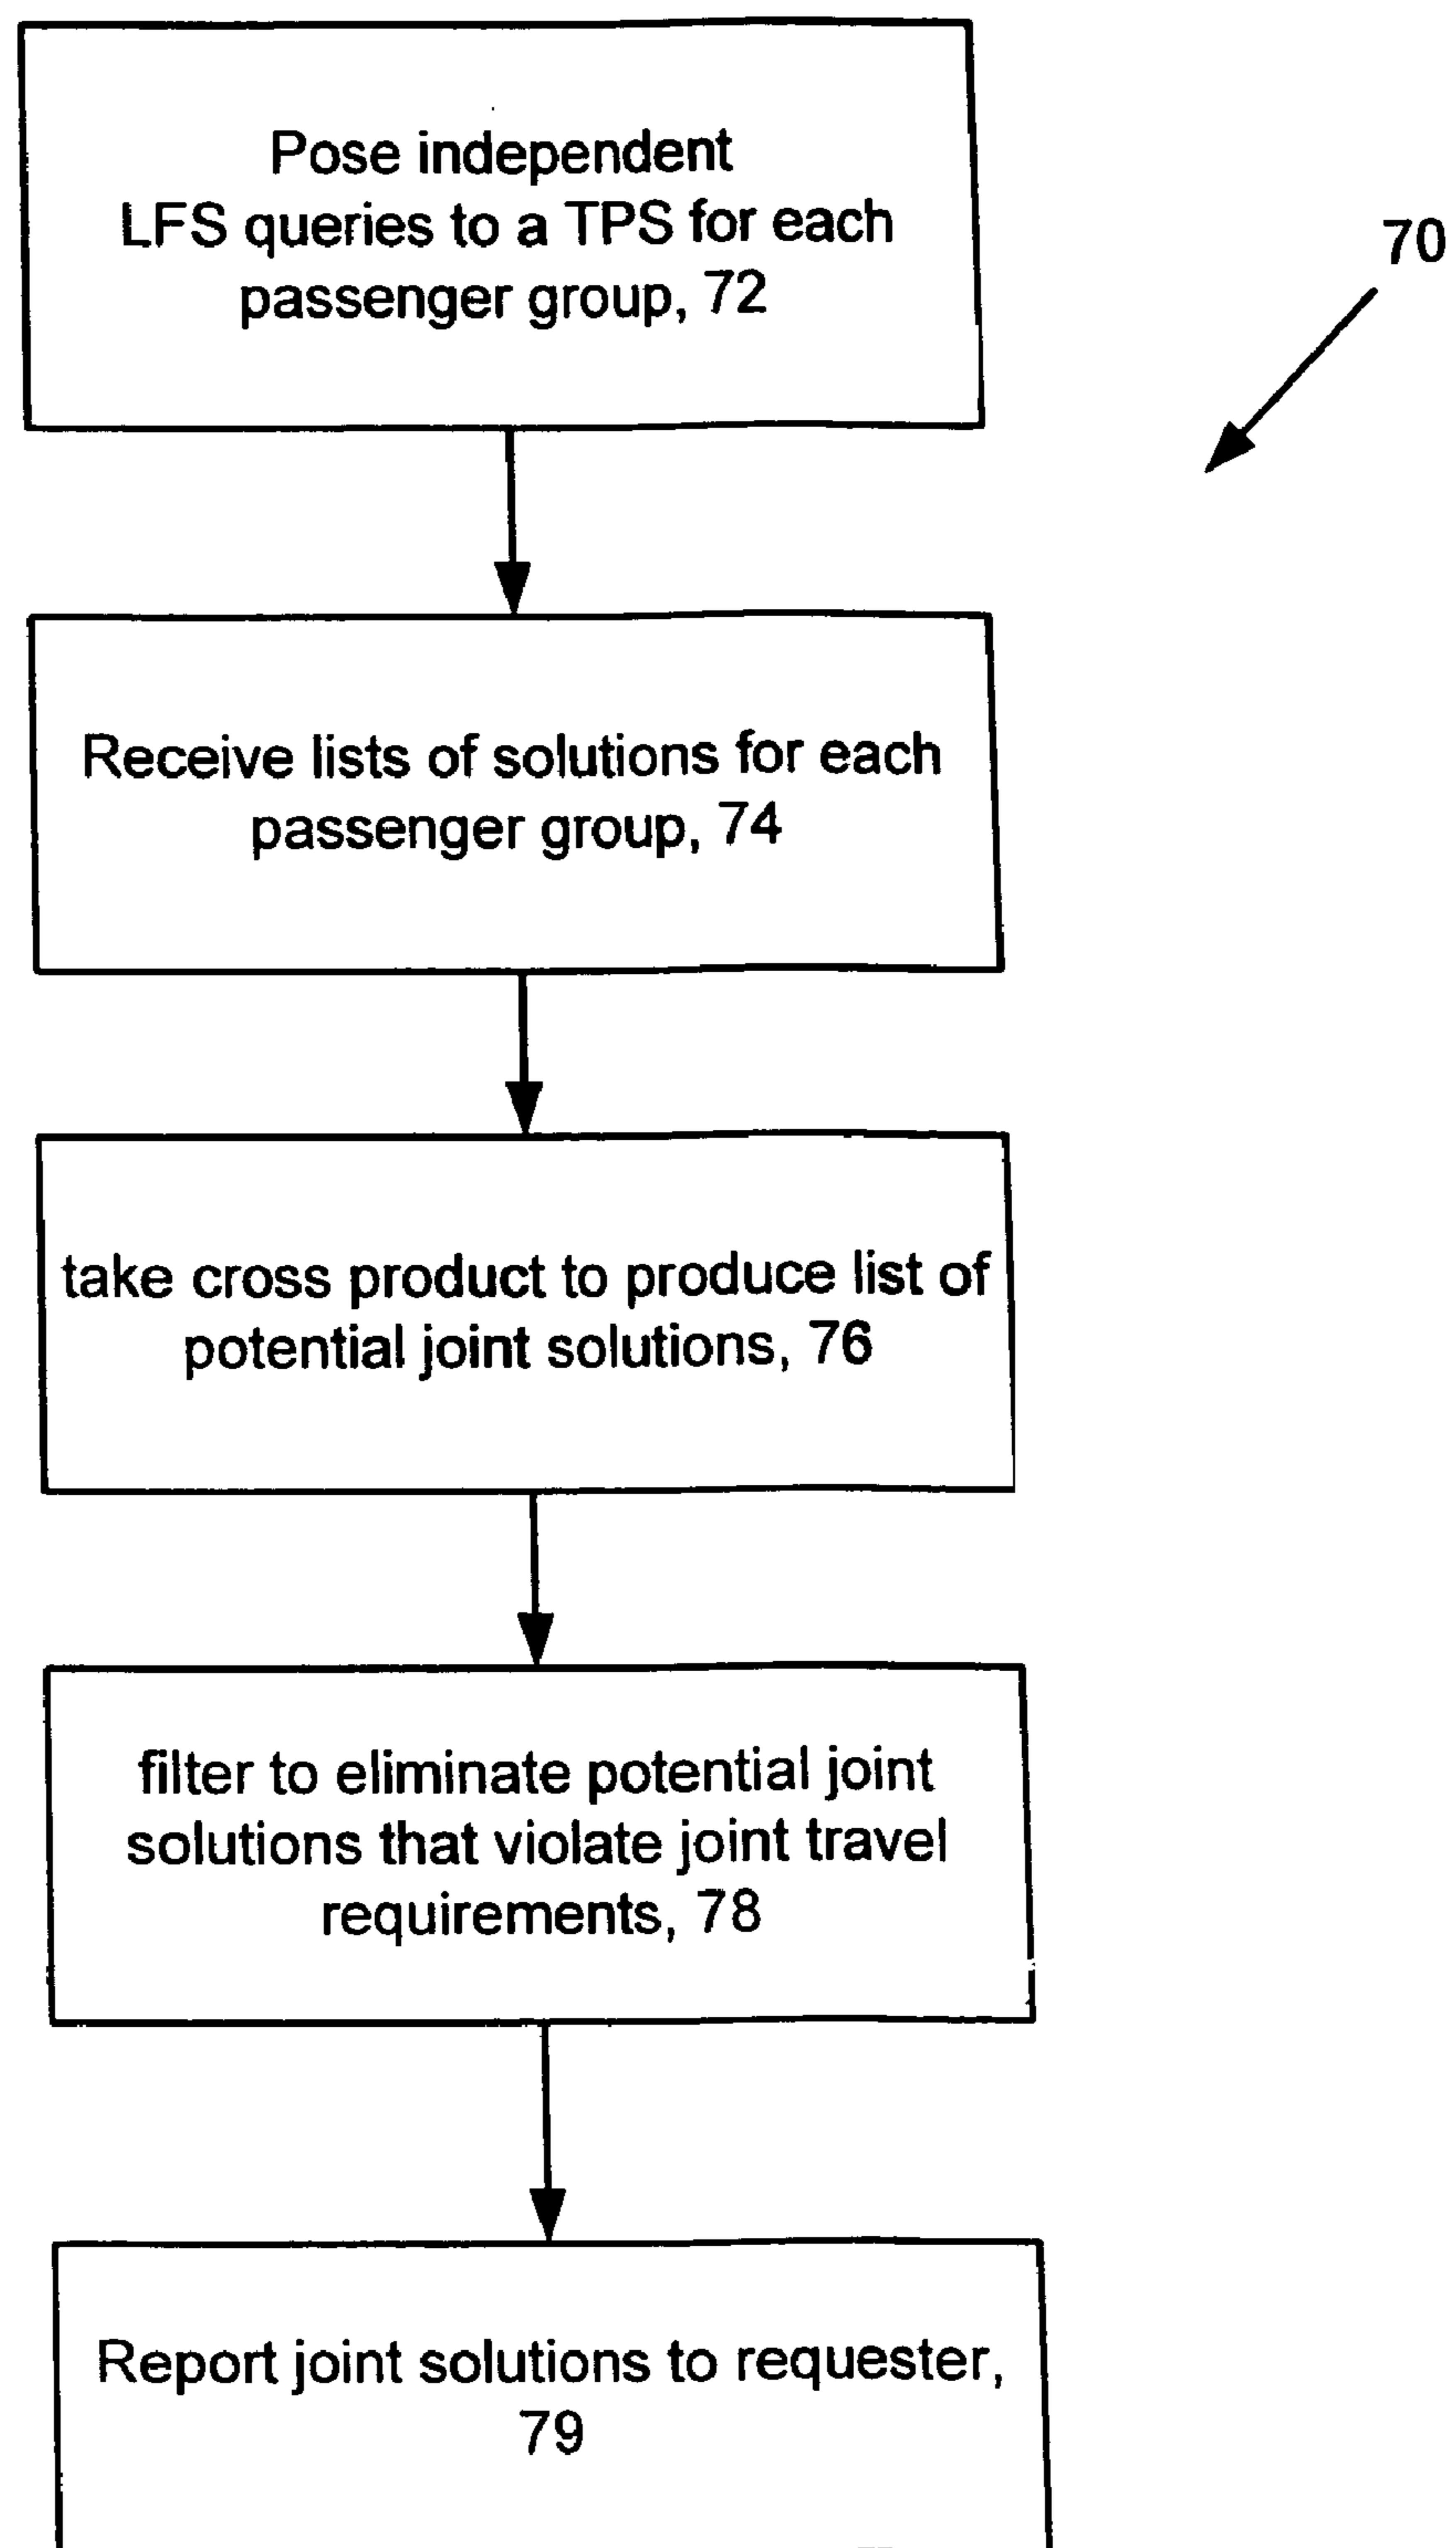 Pose independent
LFS queries to a TPS for each
passenger group, 72
70
Receive lists of solutions for each
passenger group, 74
take cross product to produce list of
potential joint solutions, 76
filter to eliminate potential joint
solutions that violate joint travel
requirements, 78
Report joint solutions to requester,
79